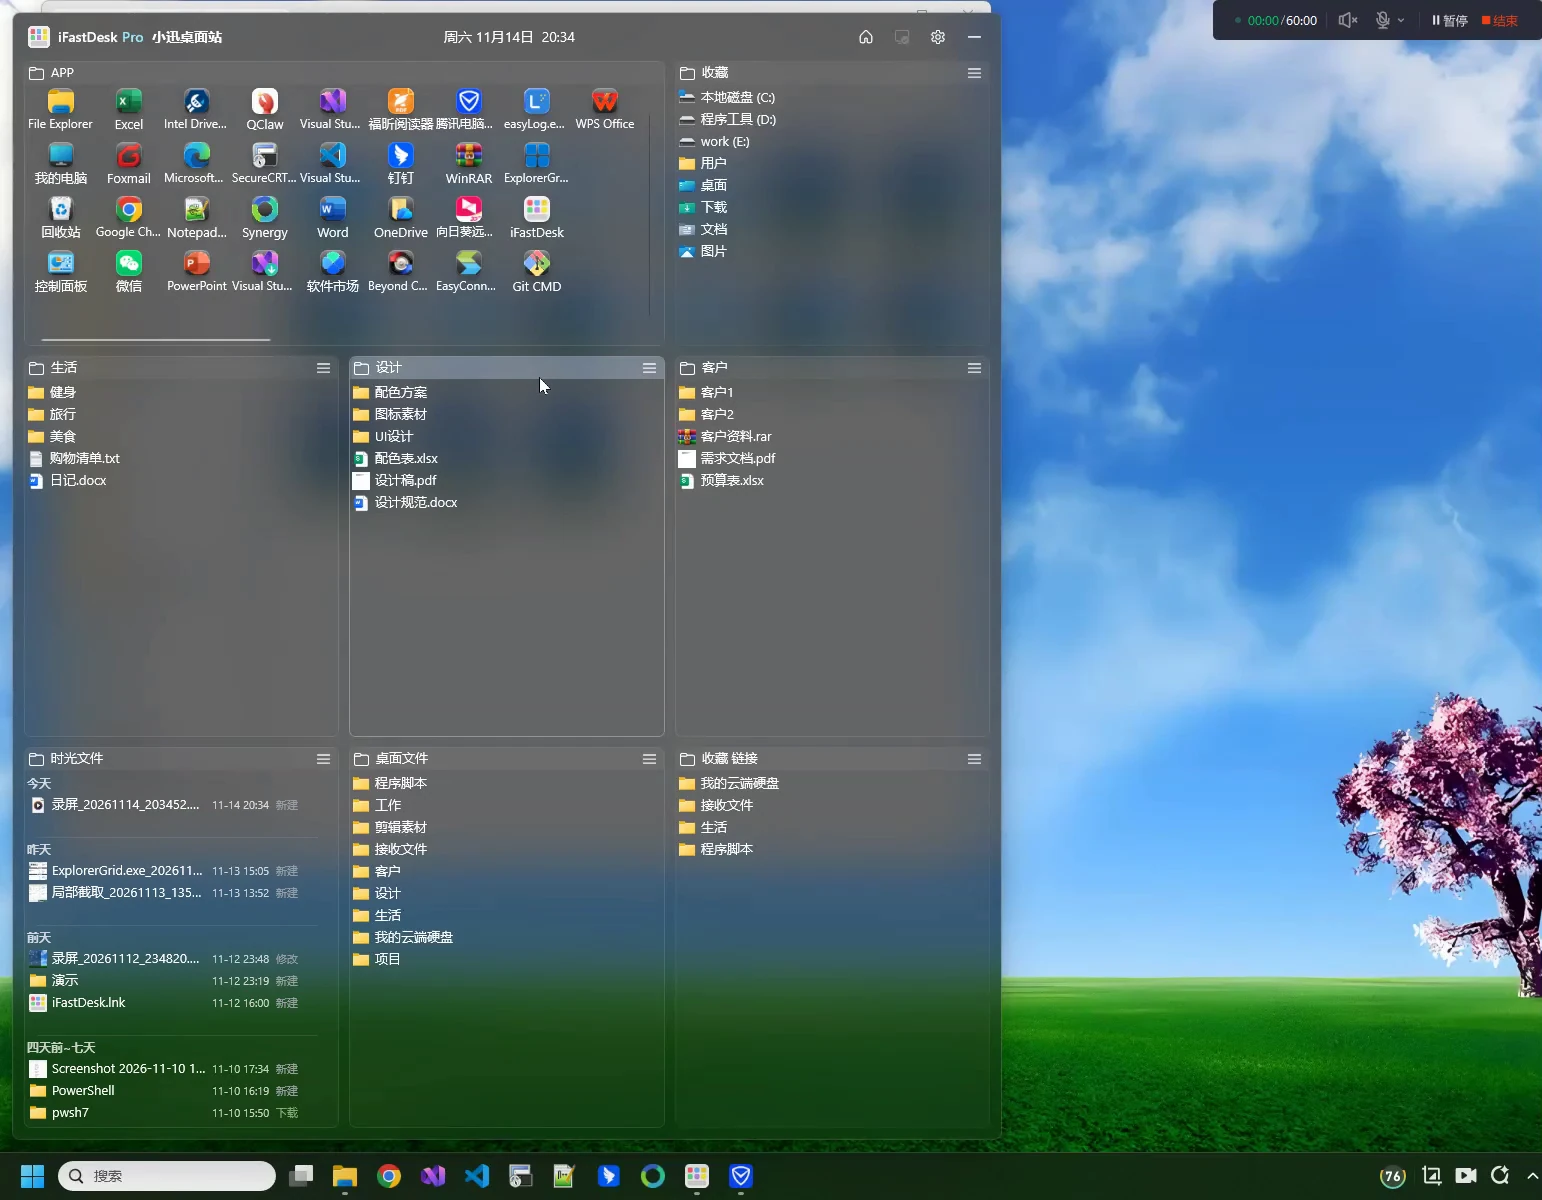 iFastDesk Pro 小迅桌面站
周六 11月14日 20:34
00:00/60:00
暂停
结束
APP
File Explorer
Excel
Intel Drive...
QClaw
Visual Stu...
福昕阅读器
腾讯电脑...
easyLog.e...
WPS Office
我的电脑
Foxmail
Microsoft...
SecureCRT...
Visual Stu...
钉钉
WinRAR
ExplorerGr...
回收站
Google Ch...
Notepad...
Synergy
Word
OneDrive
向日葵远...
iFastDesk
控制面板
微信
PowerPoint
Visual Stu...
软件市场
Beyond C...
EasyConn...
Git CMD
收藏
本地磁盘 (C:)
程序工具 (D:)
work (E:)
用户
桌面
下载
文档
图片
生活
健身
旅行
美食
购物清单.txt
日记.docx
设计
配色方案
图标素材
UI设计
配色表.xlsx
设计稿.pdf
设计规范.docx
客户
客户1
客户2
客户资料.rar
需求文档.pdf
预算表.xlsx
时光文件
今天
录屏_20261114_203452.... 11-14 20:34 新建
昨天
ExplorerGrid.exe_202611... 11-13 15:05 新建
局部截取_20261113_135... 11-13 13:52 新建
前天
录屏_20261112_234820.... 11-12 23:48 修改
演示 11-12 23:19 新建
iFastDesk.lnk 11-12 16:00 新建
四天前~七天
Screenshot 2026-11-10 1... 11-10 17:34 新建
PowerShell 11-10 16:19 新建
pwsh7 11-10 15:50 下载
桌面文件
程序脚本
工作
剪辑素材
接收文件
客户
设计
生活
我的云端硬盘
项目
收藏 链接
我的云端硬盘
接收文件
生活
程序脚本
搜索
76